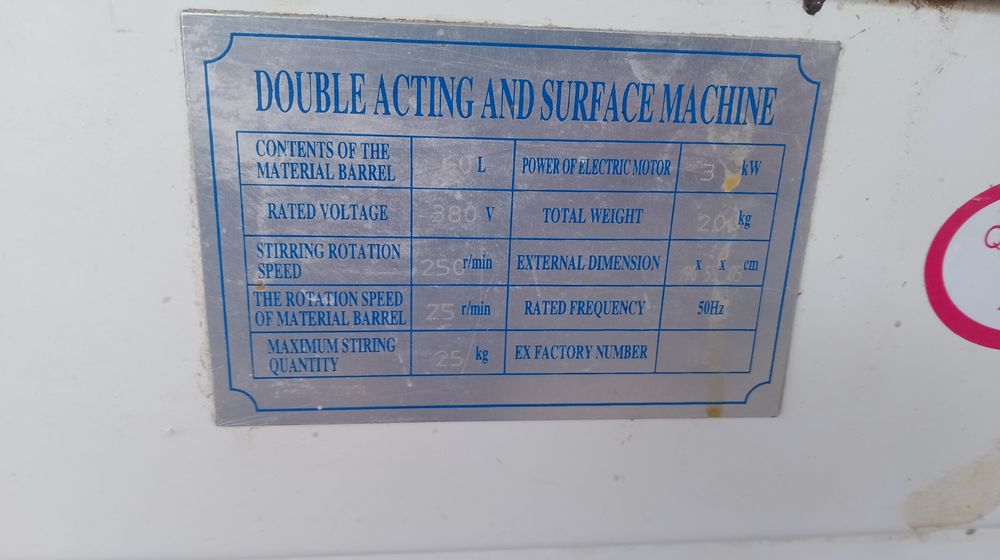 DOUBLE ACTING AND SURFACE MACHINE
CONTENTS OF THE
MATERIAL BARREL
60 L
POWER OF ELECTRIC MOTOR
3 kW
RATED VOLTAGE
380 V
TOTAL WEIGHT
kg
STIRRING ROTATION
SPEED
250 r/min
EXTERNAL DIMENSION
x x cm
THE ROTATION SPEED
OF MATERIAL BARREL
25 r/min
RATED FREQUENCY
50Hz
MAXIMUM STIRING
QUANTITY
25 kg
EX FACTORY NUMBER
Q